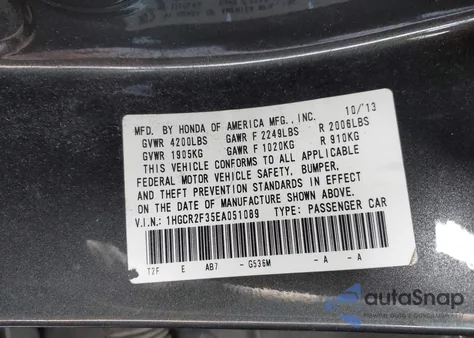 MFD. BY HONDA OF AMERICA MFG., INC. 10/'13
GVWR 4200LBS GAWR F 2249LBS R 2006LBS
GVWR 1905KG GAWR F 1020KG R 910KG
THIS VEHICLE CONFORMS TO ALL APPLICABLE
FEDERAL MOTOR VEHICLE SAFETY, BUMPER,
AND THEFT PREVENTION STANDARDS IN EFFECT
ON THE DATE OF MANUFACTURE SHOWN ABOVE.
V.I.N.: 1HGCR2F35EA051089 TYPE: PASSENGER CAR
T2F E AB7 - G536M - A - A
autoSnap